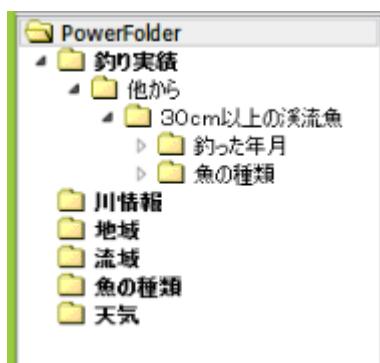 PowerFolder
釣り実績
他から
30cm以上の渓流魚
釣った年月
魚の種類
川情報
地域
流域
魚の種類
天気